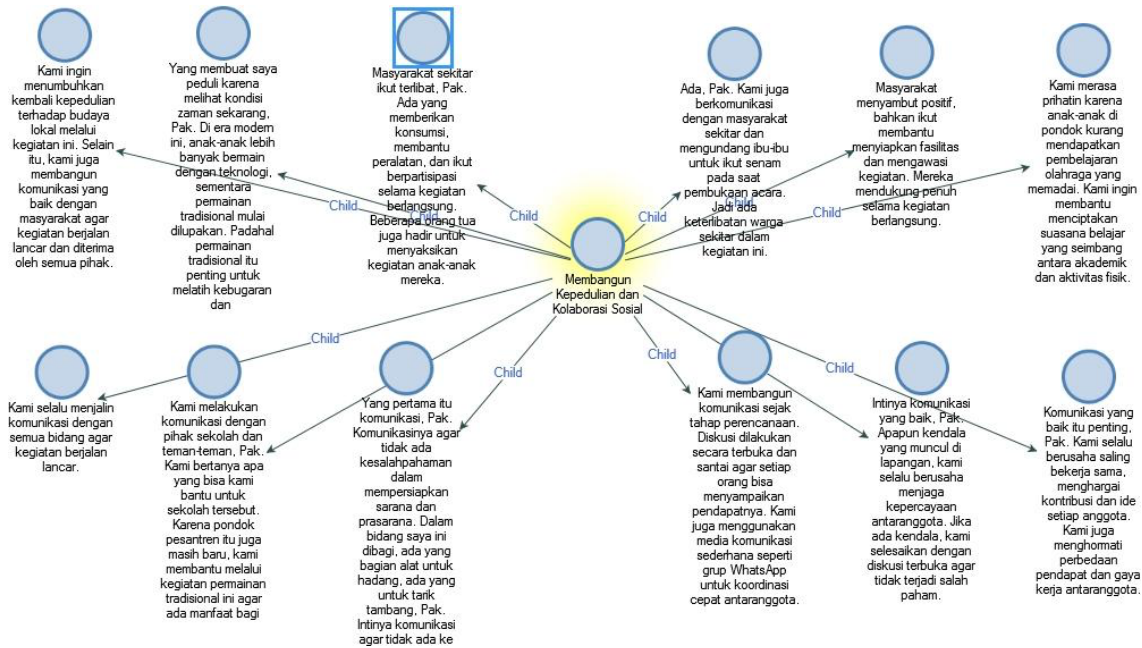 Kami ingin
menumbuhkan
kembali kepedulian
terhadap budaya
lokal melalui
kegiatan ini. Selain
itu, kami juga
membangun
komunikasi yang
baik dengan
masyarakat agar
kegiatan berjalan
lancar dan diterima
oleh semua pihak.
Yang membuat saya
peduli karena
melihat kondisi
zaman sekarang,
Pak. Di era modern
ini, anak-anak lebih
banyak bermain
dengan teknologi,
sementara
permainan
tradisional mulai
dilupakan. Padahal
permainan
tradisional itu
penting untuk
melatih kebugaran
dan
Masyarakat sekitar
ikut terlibat, Pak.
Ada yang
memberikan
konsumsi,
membantu
peralatan, dan ikut
berpartisipasi
selama kegiatan
berlangsung.
Beberapa orang tua
juga hadir untuk
menyaksikan
kegiatan anak-anak
mereka.
Ada, Pak. Kami juga
berkomunikasi
dengan masyarakat
sekitar dan
mengundang ibu-ibu
untuk ikut senam
pada saat
pembukaan acara.
Jadi ada
keterlibatan warga
sekitar dalam
kegiatan ini.
Masyarakat
menyambut positif,
bahkan ikut
membantu
menyiapkan fasilitas
dan mengawasi
kegiatan. Mereka
mendukung penuh
selama kegiatan
berlangsung.
Kami merasa
prihatin karena
anak-anak di
pondok kurang
mendapatkan
pembelajaran
olahraga yang
memadai. Kami ingin
membantu
menciptakan
suasana belajar
yang seimbang
antara akademik
dan aktivitas fisik.
Child
Child
Child
Child
Child
Child
Membangun
Kepedulian dan
Kolaborasi Sosial
Child
Child
Child
Child
Kami selalu menjalin
komunikasi dengan
semua bidang agar
kegiatan berjalan
lancar.
Kami melakukan
komunikasi dengan
pihak sekolah dan
teman-teman, Pak.
Kami bertanya apa
yang bisa kami
bantu untuk
sekolah tersebut.
Karena pondok
pesantren itu juga
masih baru, kami
membantu melalui
kegiatan permainan
tradisional ini agar
ada manfaat bagi
Yang pertama itu
komunikasi, Pak.
Komunikasinya agar
tidak ada
kesalahpahaman
dalam
mempersiapkan
sarana dan
prasarana. Dalam
bidang saya ini
dibagi, ada yang
bagian alat untuk
hadang, ada yang
untuk tarik
tambang, Pak.
Intinya komunikasi
agar tidak ada ke
Kami membangun
komunikasi sejak
tahap perencanaan.
Diskusi dilakukan
secara terbuka dan
santai agar setiap
orang bisa
menyampaikan
pendapatnya. Kami
juga menggunakan
media komunikasi
sederhana seperti
grup WhatsApp
untuk koordinasi
cepat antaranggota.
Intinya komunikasi
yang baik, Pak.
Apapun kendala
yang muncul di
lapangan, kami
selalu berusaha
menjaga
kepercayaan
antaranggota. Jika
ada kendala, kami
selesaikan dengan
diskusi terbuka agar
tidak terjadi salah
paham.
Komunikasi yang
baik itu penting,
Pak. Kami selalu
berusaha saling
bekerja sama,
menghargai
kontribusi dan ide
setiap anggota.
Kami juga
menghormati
perbedaan
pendapat dan gaya
kerja antaranggota.